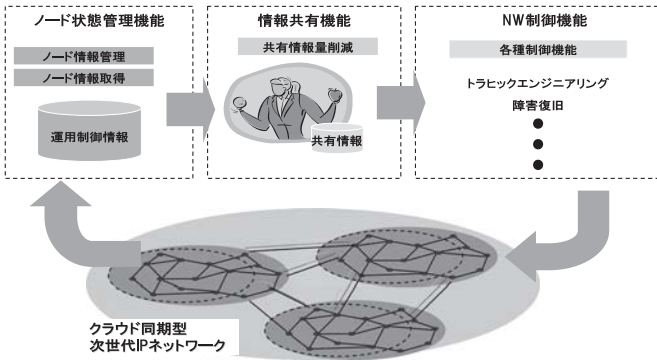 ノード状態管理機能
ノード情報管理
ノード情報取得
運用制御情報
情報共有機能
共有情報量削減
共有情報
NW制御機能
各種制御機能
トラヒックエンジニアリング
障害復旧
クラウド同期型
次世代IPネットワーク